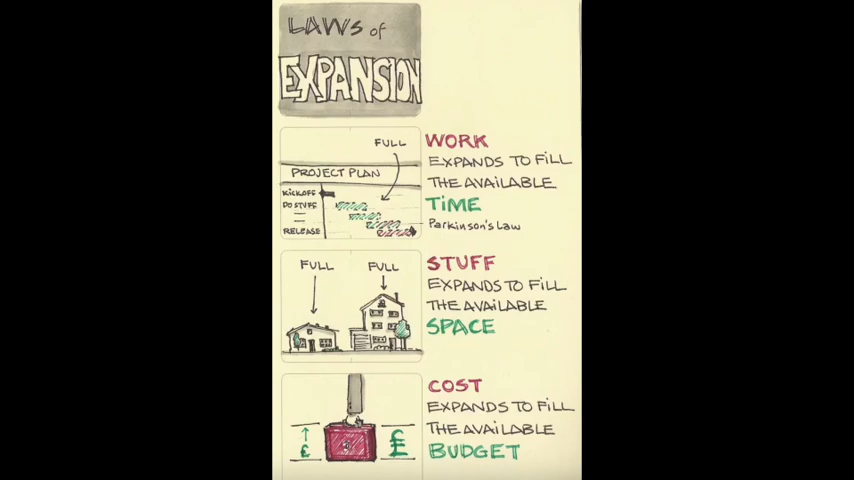 LAWS of
EXPANSION
FULL
PROJECT PLAN
KICKOFF
DO STUFF
RELEASE
WORK
EXPANDS TO FILL
THE AVAILABLE
TIME
Parkinson's Law
FULL FULL
STUFF
EXPANDS TO FILL
THE AVAILABLE
SPACE
£ £
COST
EXPANDS TO FILL
THE AVAILABLE
BUDGET